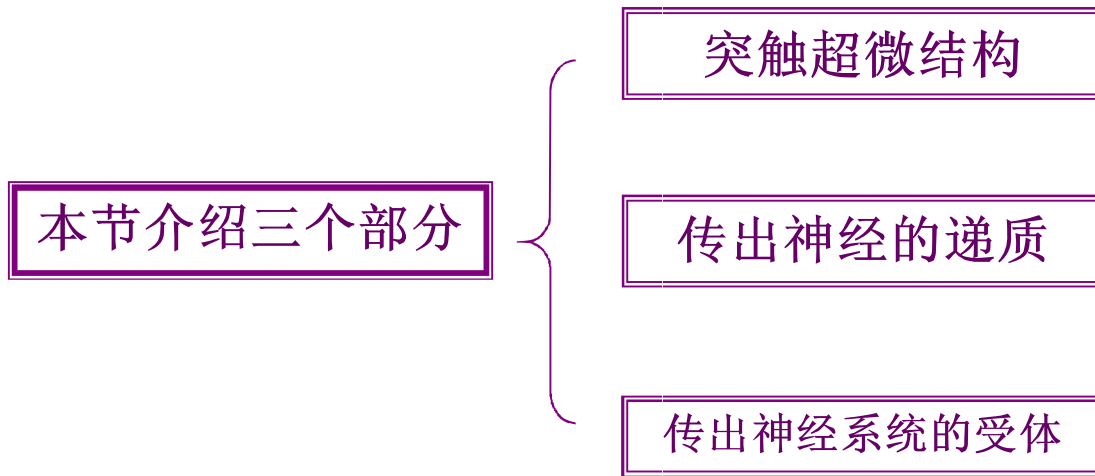 本节介绍三个部分
突触超微结构
传出神经的递质
传出神经系统的受体